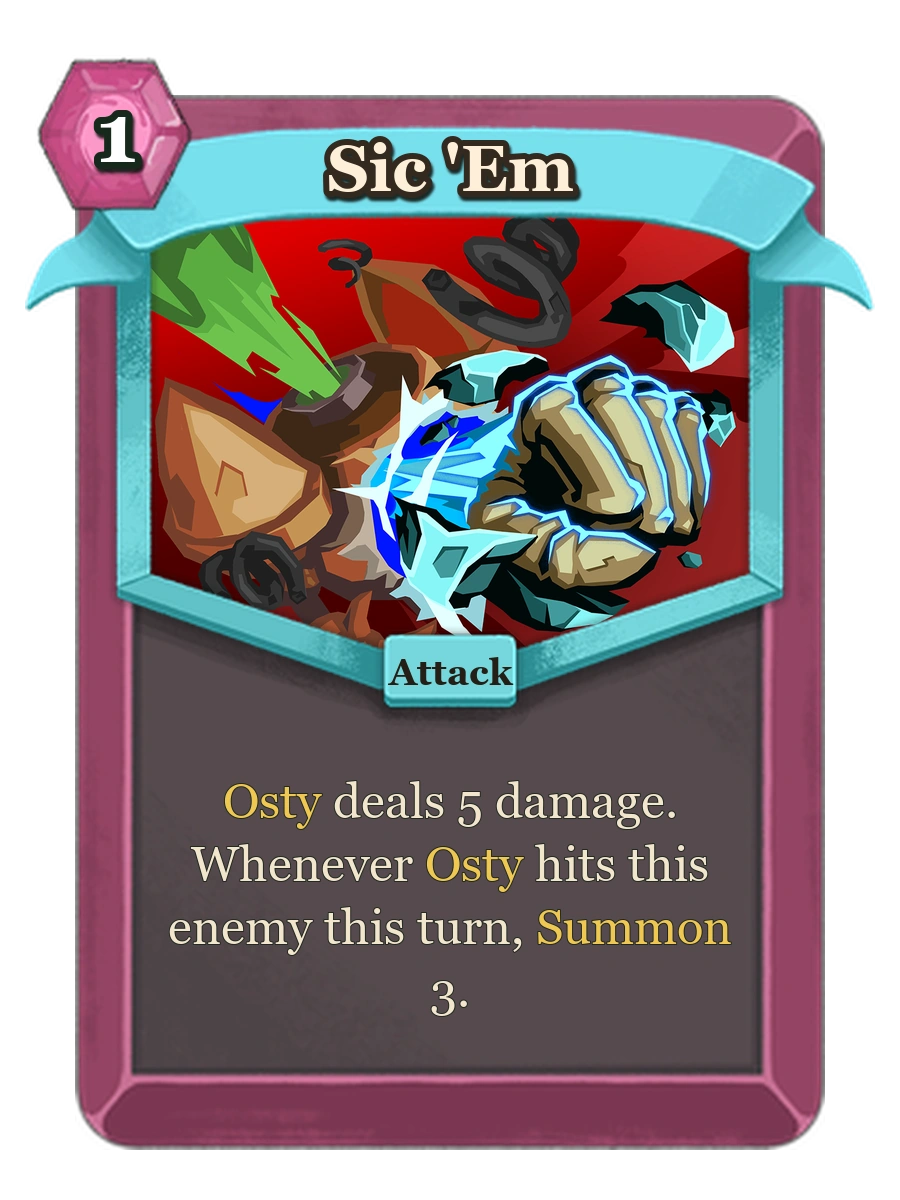 1
Sic 'Em
Attack
Osty deals 5 damage.
Whenever Osty hits this
enemy this turn, Summon
3.